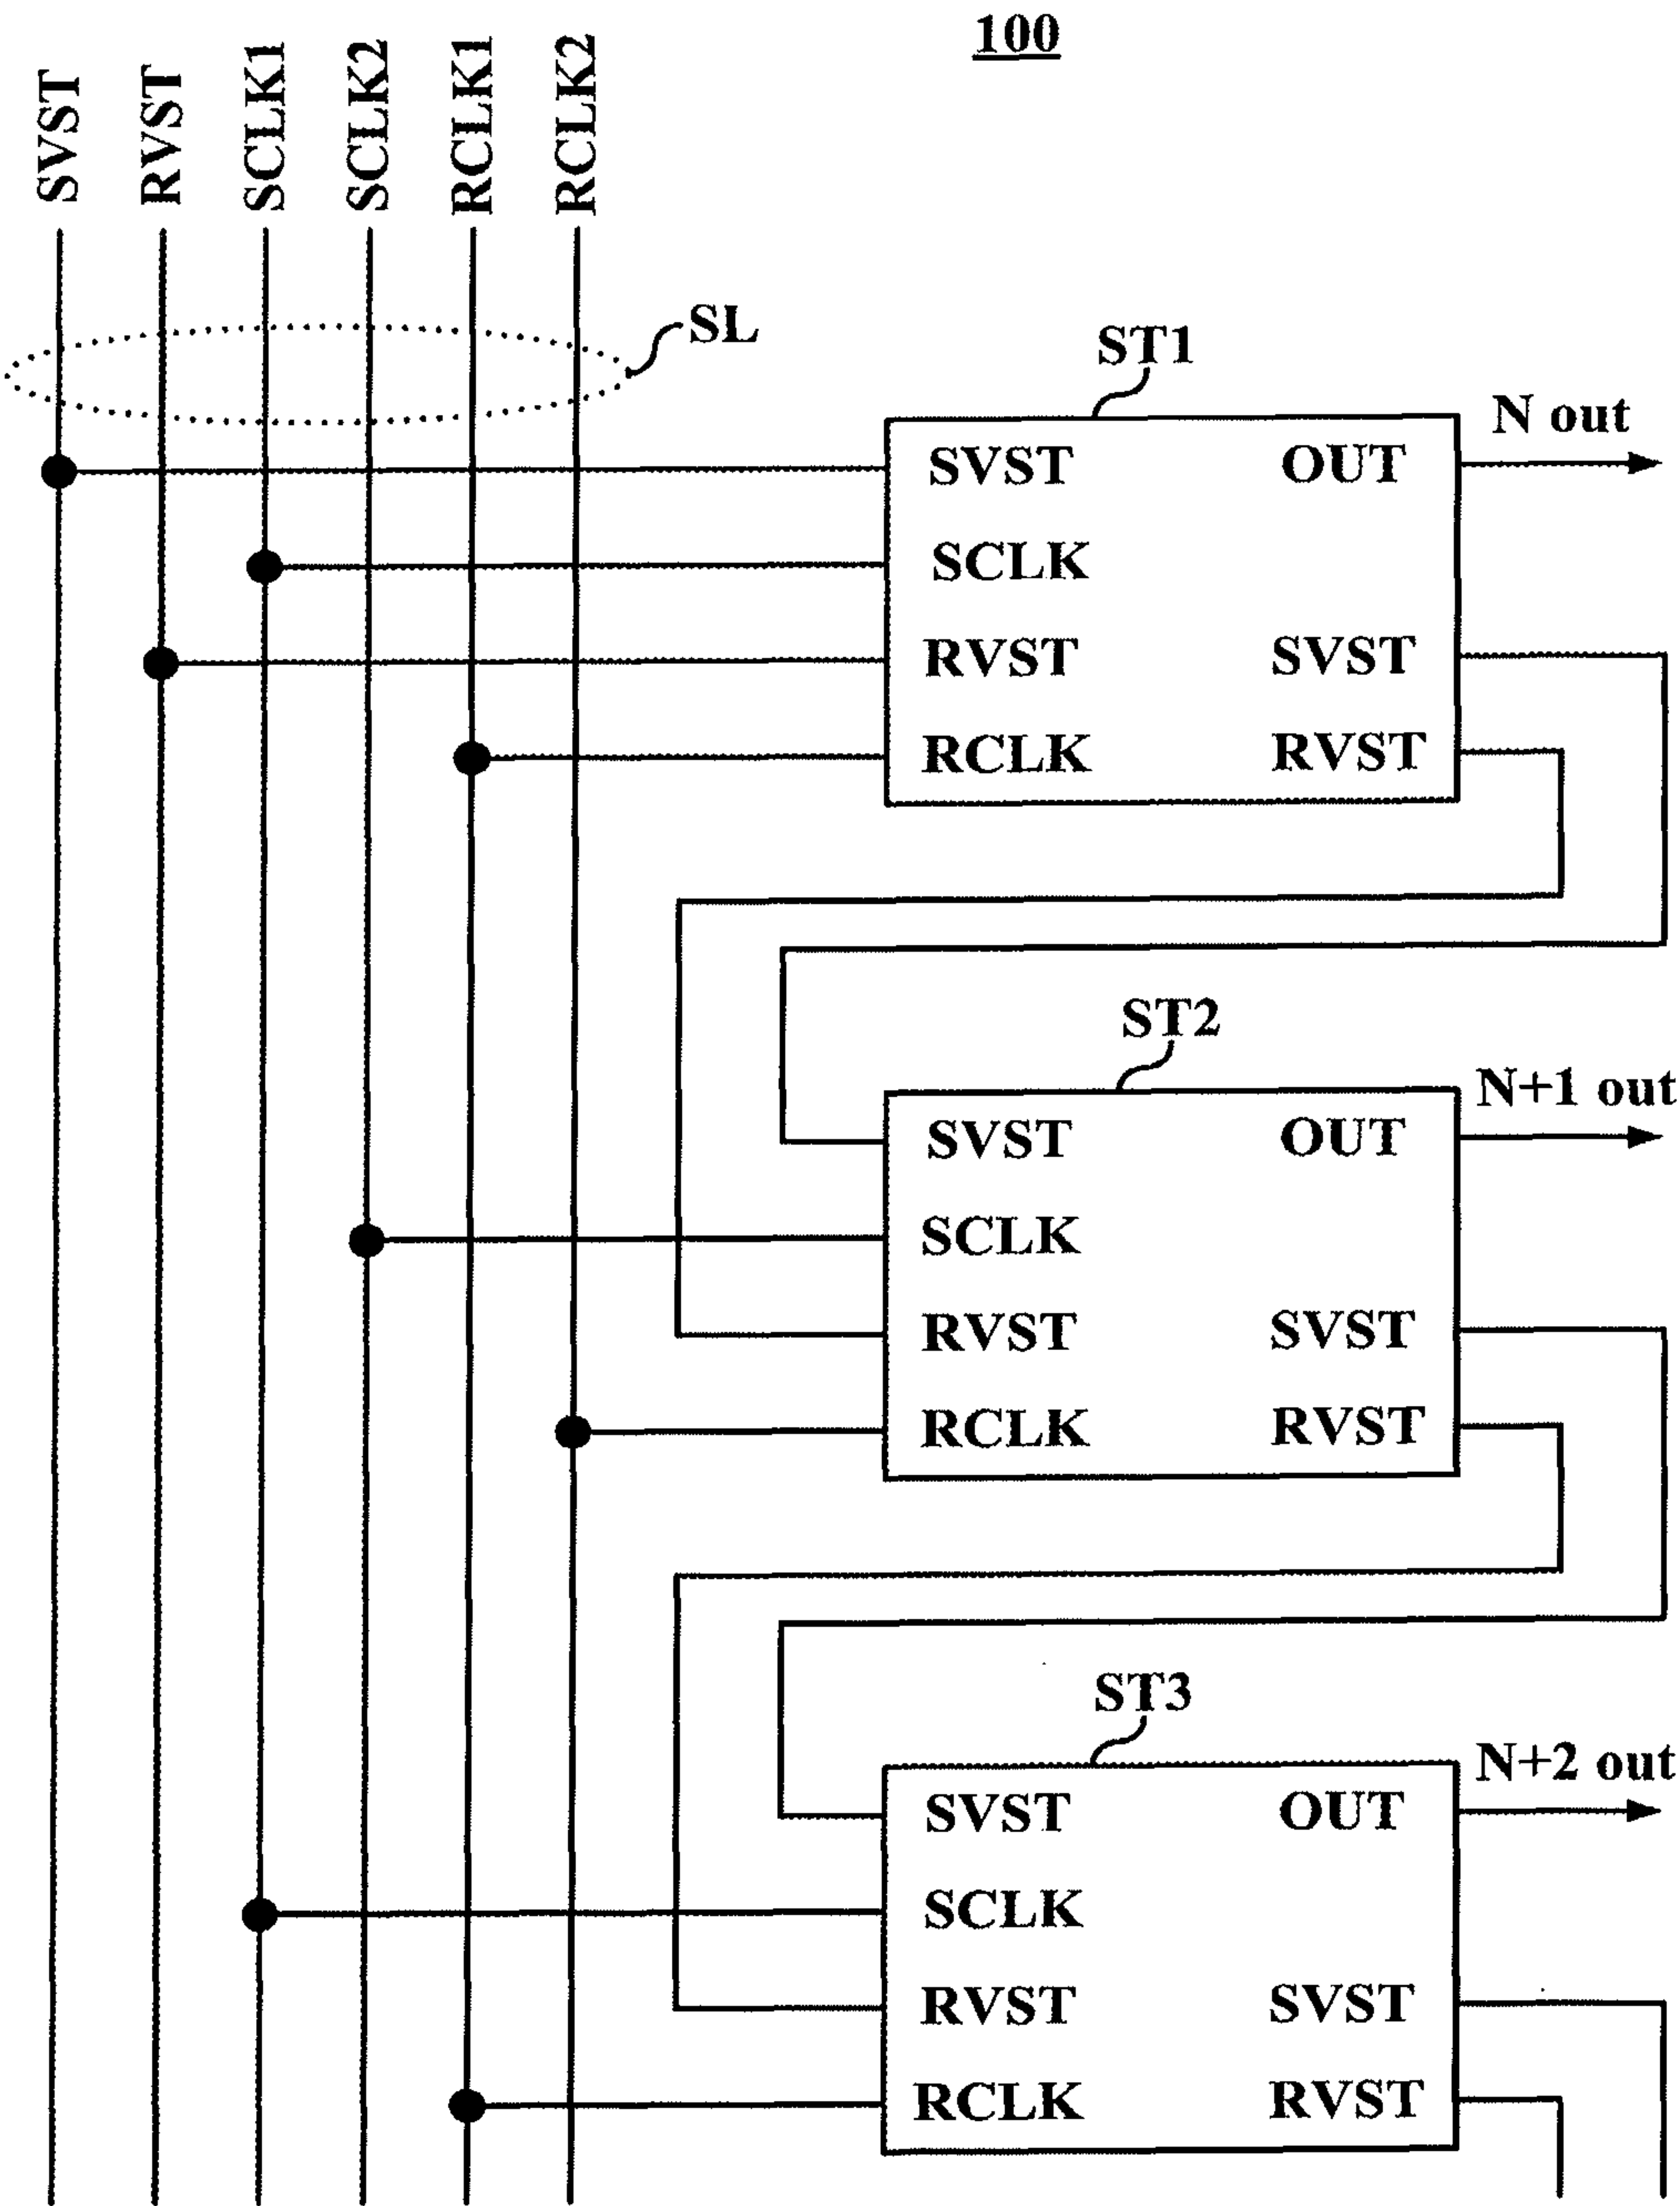 100
SVST
RVST
SCLK1
SCLK2
RCLK1
RCLK2
SL
ST1
N out
SVST OUT
SCLK
RVST SVST
RCLK RVST
ST2
N+1 out
SVST OUT
SCLK
RVST SVST
RCLK RVST
ST3
N+2 out
SVST OUT
SCLK
RVST SVST
RCLK RVST